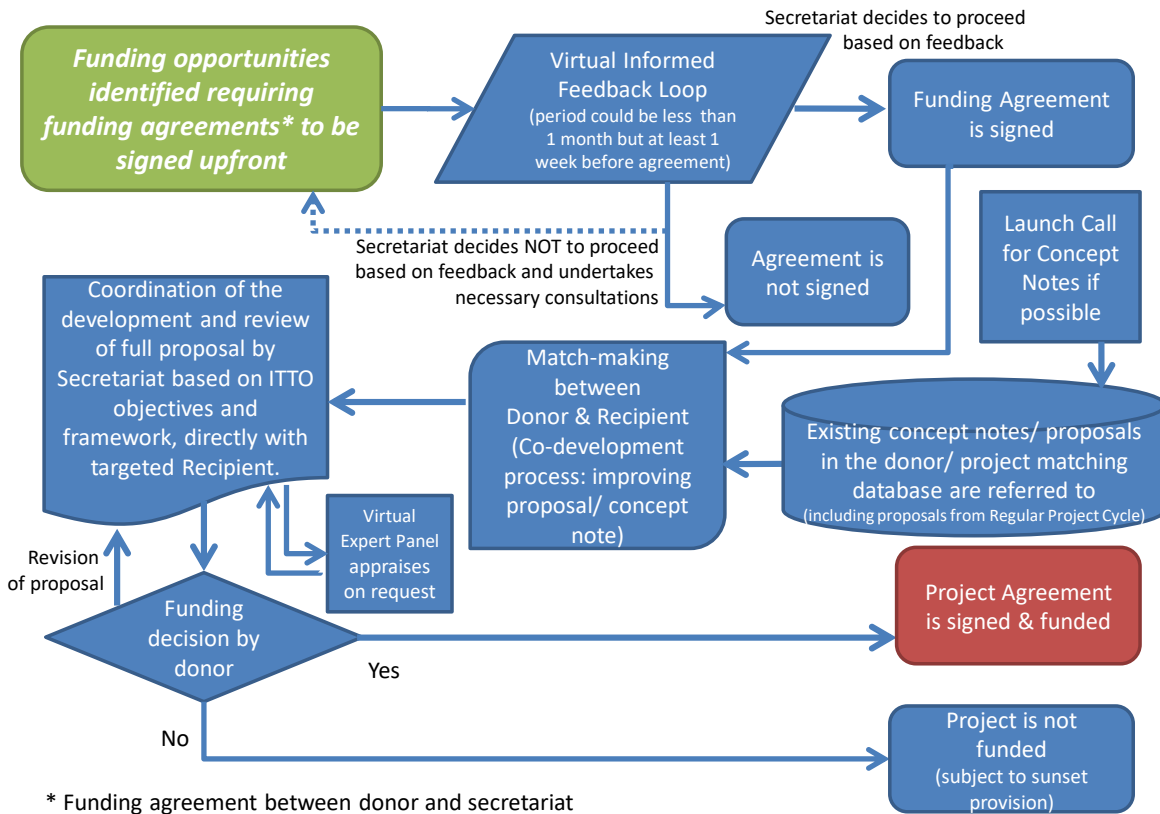 Funding opportunities
identified requiring
funding agreements* to be
signed upfront
Virtual Informed
Feedback Loop
(period could be less than
1 month but at least 1
week before agreement)
Secretariat decides to proceed
based on feedback
Funding Agreement
is signed
Secretariat decides NOT to proceed
based on feedback and undertakes
necessary consultations
Agreement is
not signed
Launch Call
for Concept
Notes if
possible
Coordination of the
development and review
of full proposal by
Secretariat based on ITTO
objectives and
framework, directly with
targeted Recipient.
Match-making
between
Donor & Recipient
(Co-development
process: improving
proposal/ concept
note)
Existing concept notes/ proposals
in the donor/ project matching
database are referred to
(including proposals from Regular Project Cycle)
Virtual
Expert Panel
appraises
on request
Revision
of proposal
Funding
decision by
donor
Yes
Project Agreement
is signed & funded
No
Project is not
funded
(subject to sunset
provision)
* Funding agreement between donor and secretariat